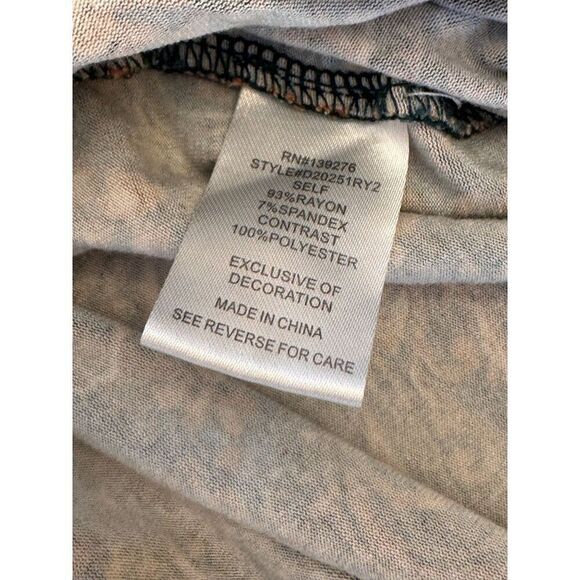 RN#139276
STYLE#D20251RY2
SELF
93%RAYON
7%SPANDEX
CONTRAST
100%POLYESTER
EXCLUSIVE OF
DECORATION
MADE IN CHINA
SEE REVERSE FOR CARE